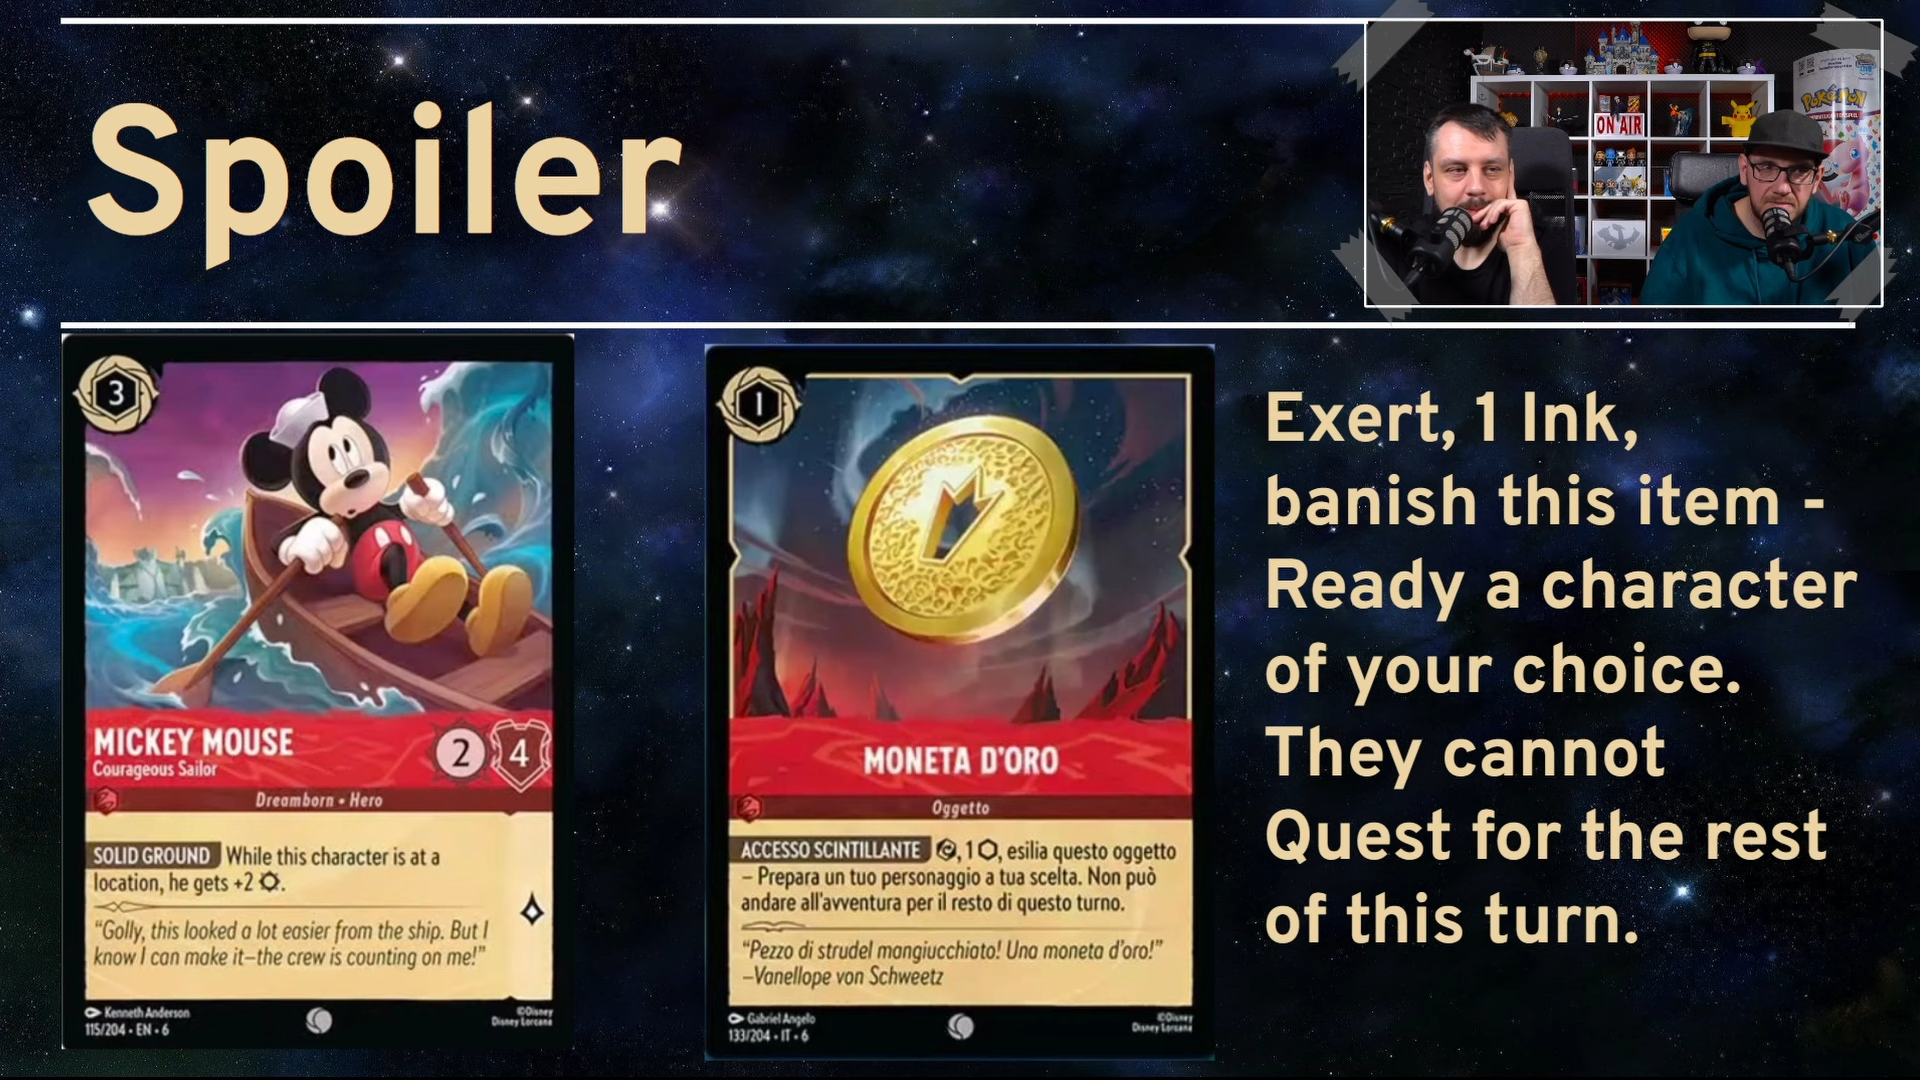 Spoiler
ON AIR
POKÉMON
3
MICKEY MOUSE
Courageous Sailor
2
4
Dreamborn • Hero
SOLID GROUND While this character is at a
location, he gets +2 .
“Golly, this looked a lot easier from the ship. But I
know I can make it–the crew is counting on me!”
Kenneth Anderson
115/204 • EN • 6
©Disney
Disney Lorcana
1
MONETA D'ORO
Oggetto
ACCESSO SCINTILLANTE , 1 , esilia questo oggetto
– Prepara un tuo personaggio a tua scelta. Non può
andare all'avventura per il resto di questo turno.
“Pezzo di strudel mangiucchiato! Una moneta d'oro!”
–Vanellope von Schweetz
Gabriel Angelo
133/204 • IT • 6
©Disney
Disney Lorcana
Exert, 1 Ink,
banish this item -
Ready a character
of your choice.
They cannot
Quest for the rest
of this turn.